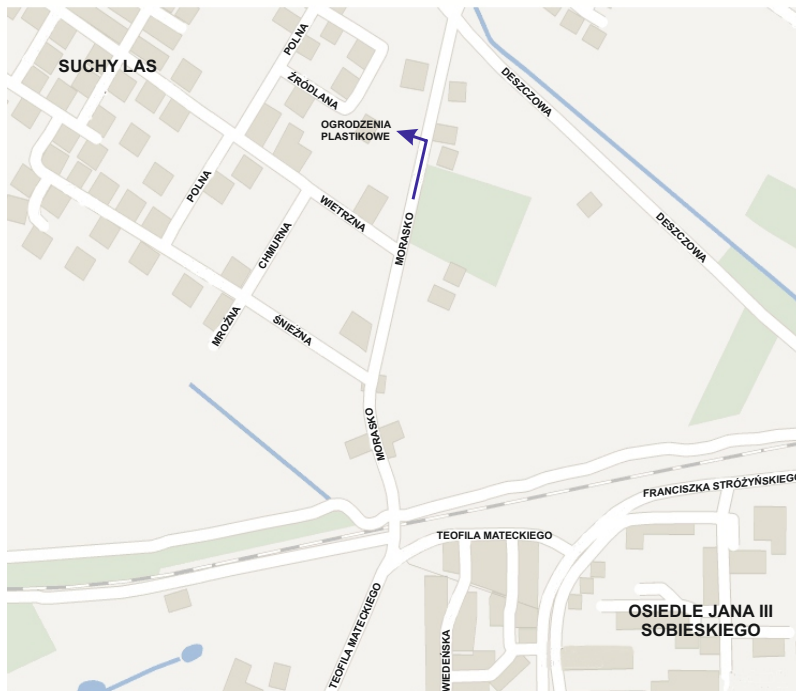 POLNA
SUCHY LAS
ŹRÓDLANA
DESZCZOWA
OGRODZENIA
PLASTIKOWE
POLNA
WIETRZNA
MORASKO
DESZCZOWA
CHMURNA
MROŹNA
ŚNIEŻNA
MORASKO
FRANCISZKA STRÓŻYŃSKIEGO
TEOFILA MATECKIEGO
TEOFILA MATECKIEGO
WIEDEŃSKA
OSIEDLE JANA III
SOBIESKIEGO